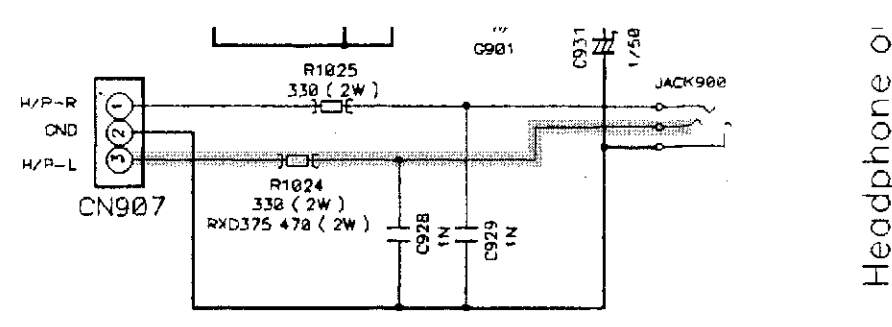 G901
C931
1/50
R1025
330 ( 2W )
JACK900
H/P-R
1
GND
2
H/P-L
3
CN907
R1024
330 ( 2W )
RXD375 470 ( 2W )
C928
1N
C929
1N
Headphone